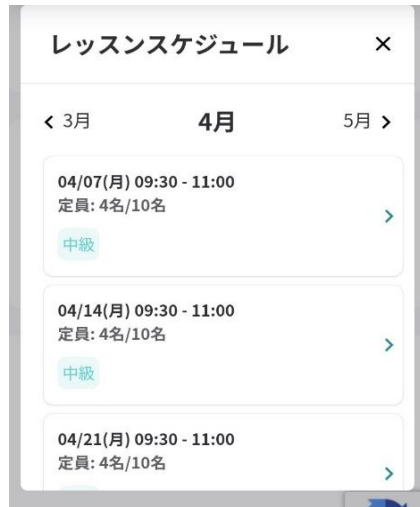 レッスンスケジュール
3月
4月
5月
04/07(月) 09:30 - 11:00
定員: 4名/10名
中級
04/14(月) 09:30 - 11:00
定員: 4名/10名
中級
04/21(月) 09:30 - 11:00
定員: 4名/10名